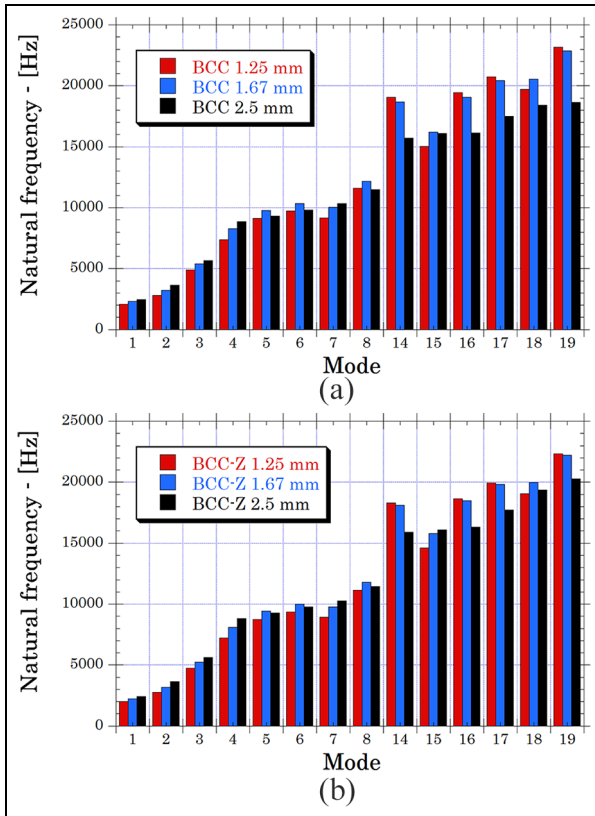 25000
20000
15000
10000
5000
0
Natural frequency - [Hz]
BCC 1.25 mm
BCC 1.67 mm
BCC 2.5 mm
1 2 3 4 5 6 7 8 14 15 16 17 18 19
Mode
(a)
25000
20000
15000
10000
5000
0
Natural frequency - [Hz]
BCC-Z 1.25 mm
BCC-Z 1.67 mm
BCC-Z 2.5 mm
1 2 3 4 5 6 7 8 14 15 16 17 18 19
Mode
(b)